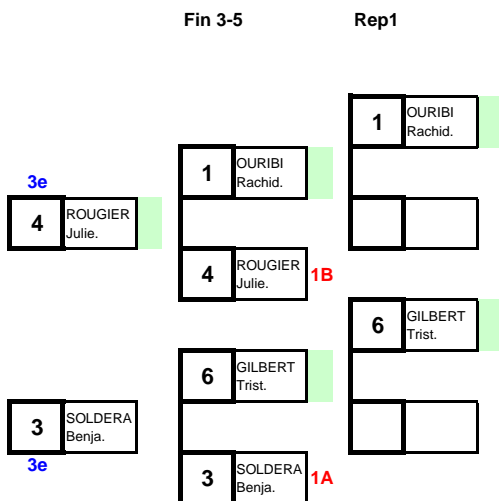 Fin 3-5
Rep1
1
OURIBI
Rachid.
1
OURIBI
Rachid.
3e
4
ROUGIER
Julie.
4
ROUGIER
Julie.
1B
6
GILBERT
Trist.
6
GILBERT
Trist.
3
SOLDERA
Benja.
3e
3
SOLDERA
Benja.
1A